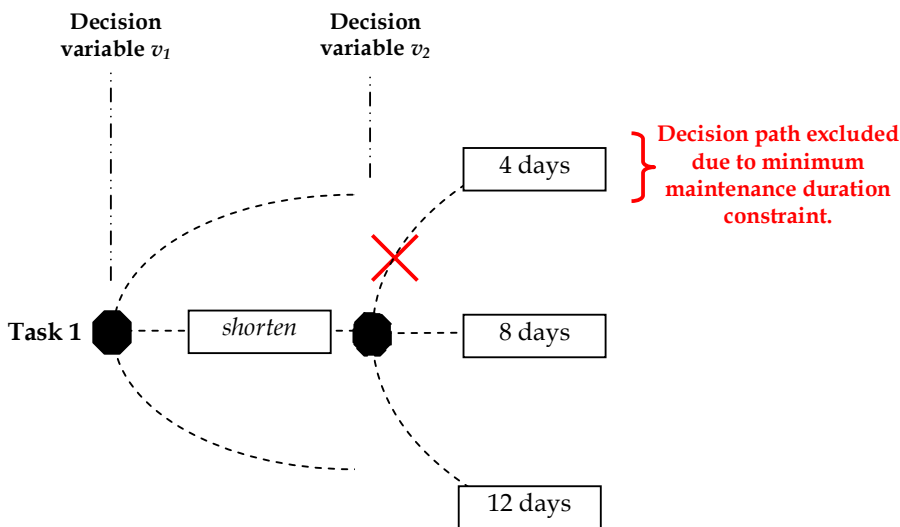 Decision
variable v1
Decision
variable v2
4 days
Decision path excluded
due to minimum
maintenance duration
constraint.
Task 1
shorten
8 days
12 days